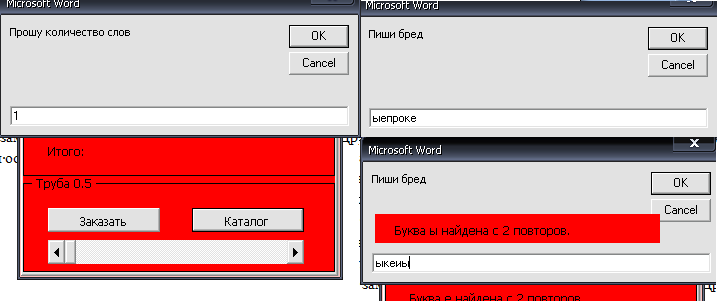 Microsoft Word
Прошу количество слов
OK
Cancel
1
Microsoft Word
Пиши бред
OK
Cancel
ыепроке
Итого:
Труба 0.5
Заказать
Каталог
Microsoft Word
x
Пиши бред
OK
Cancel
Буква ы найдена с 2 повторов.
ыкеиы
Буква е найдена с 2 повторов.